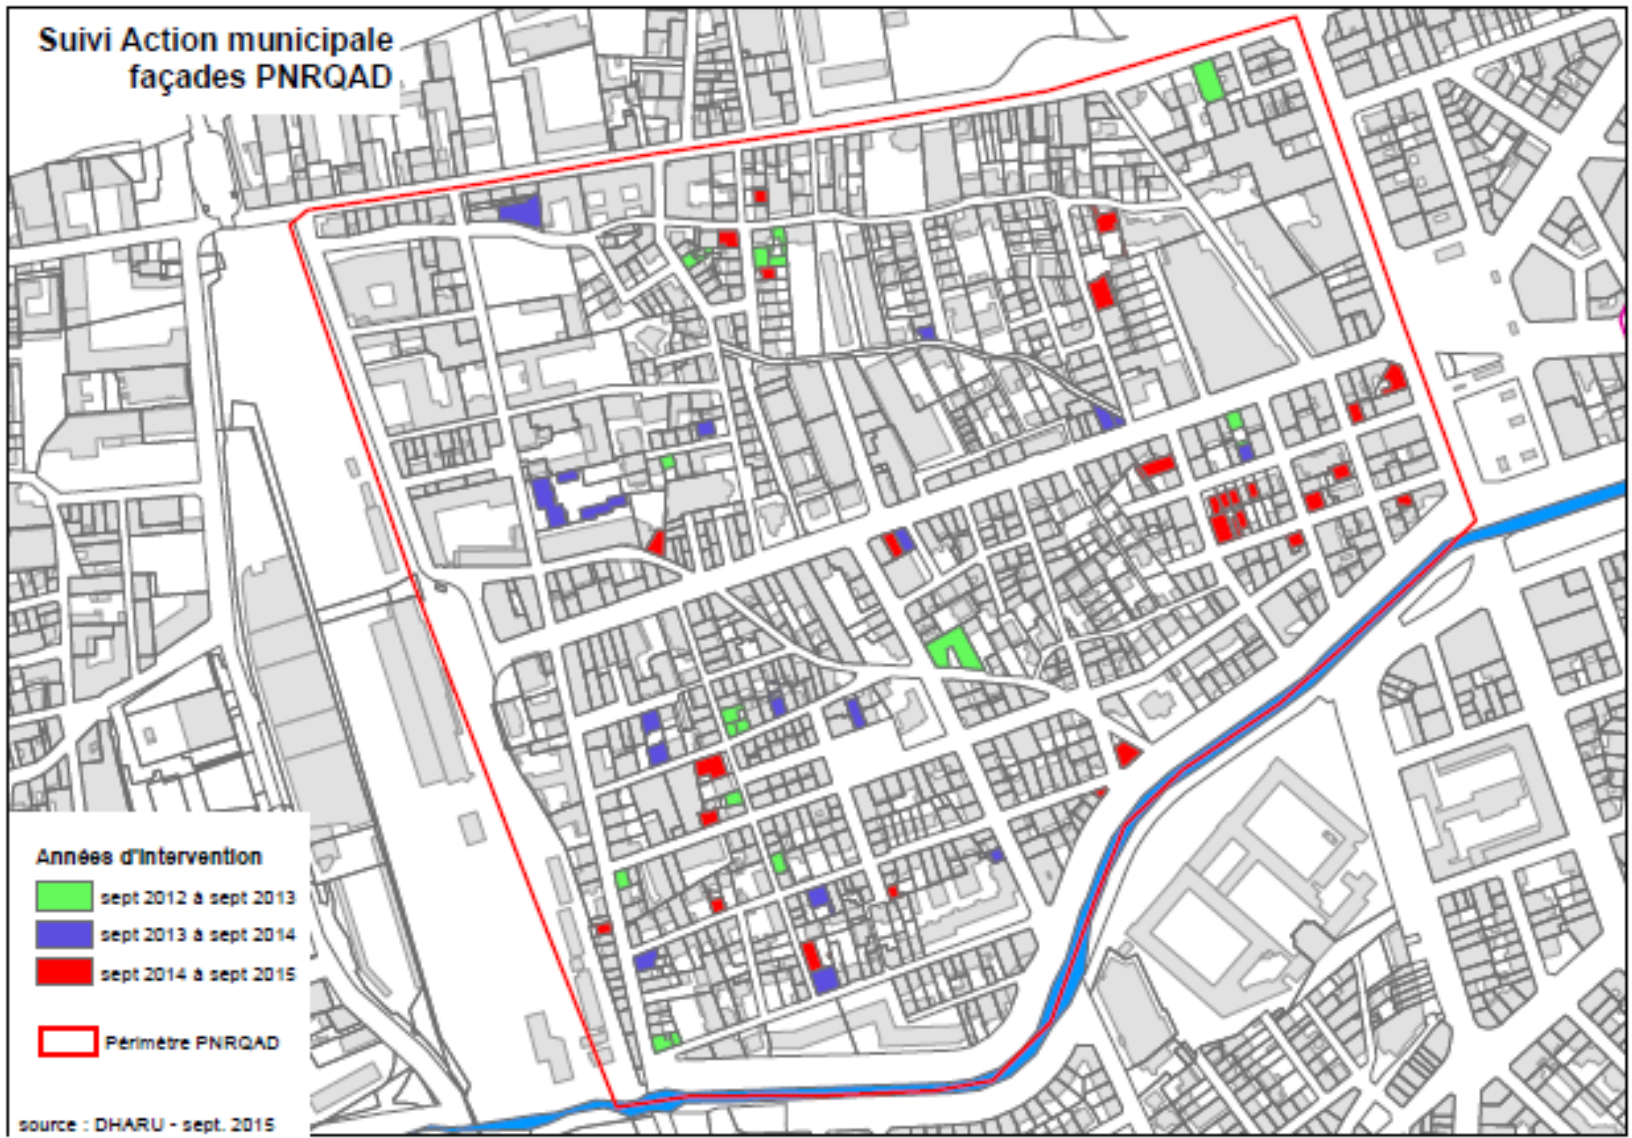 Suivi Action municipale
façades PNRQAD
Années d'Intervention
sept 2012 à sept 2013
sept 2013 à sept 2014
sept 2014 à sept 2015
Périmètre PNRQAD
source : DHARU - sept. 2015